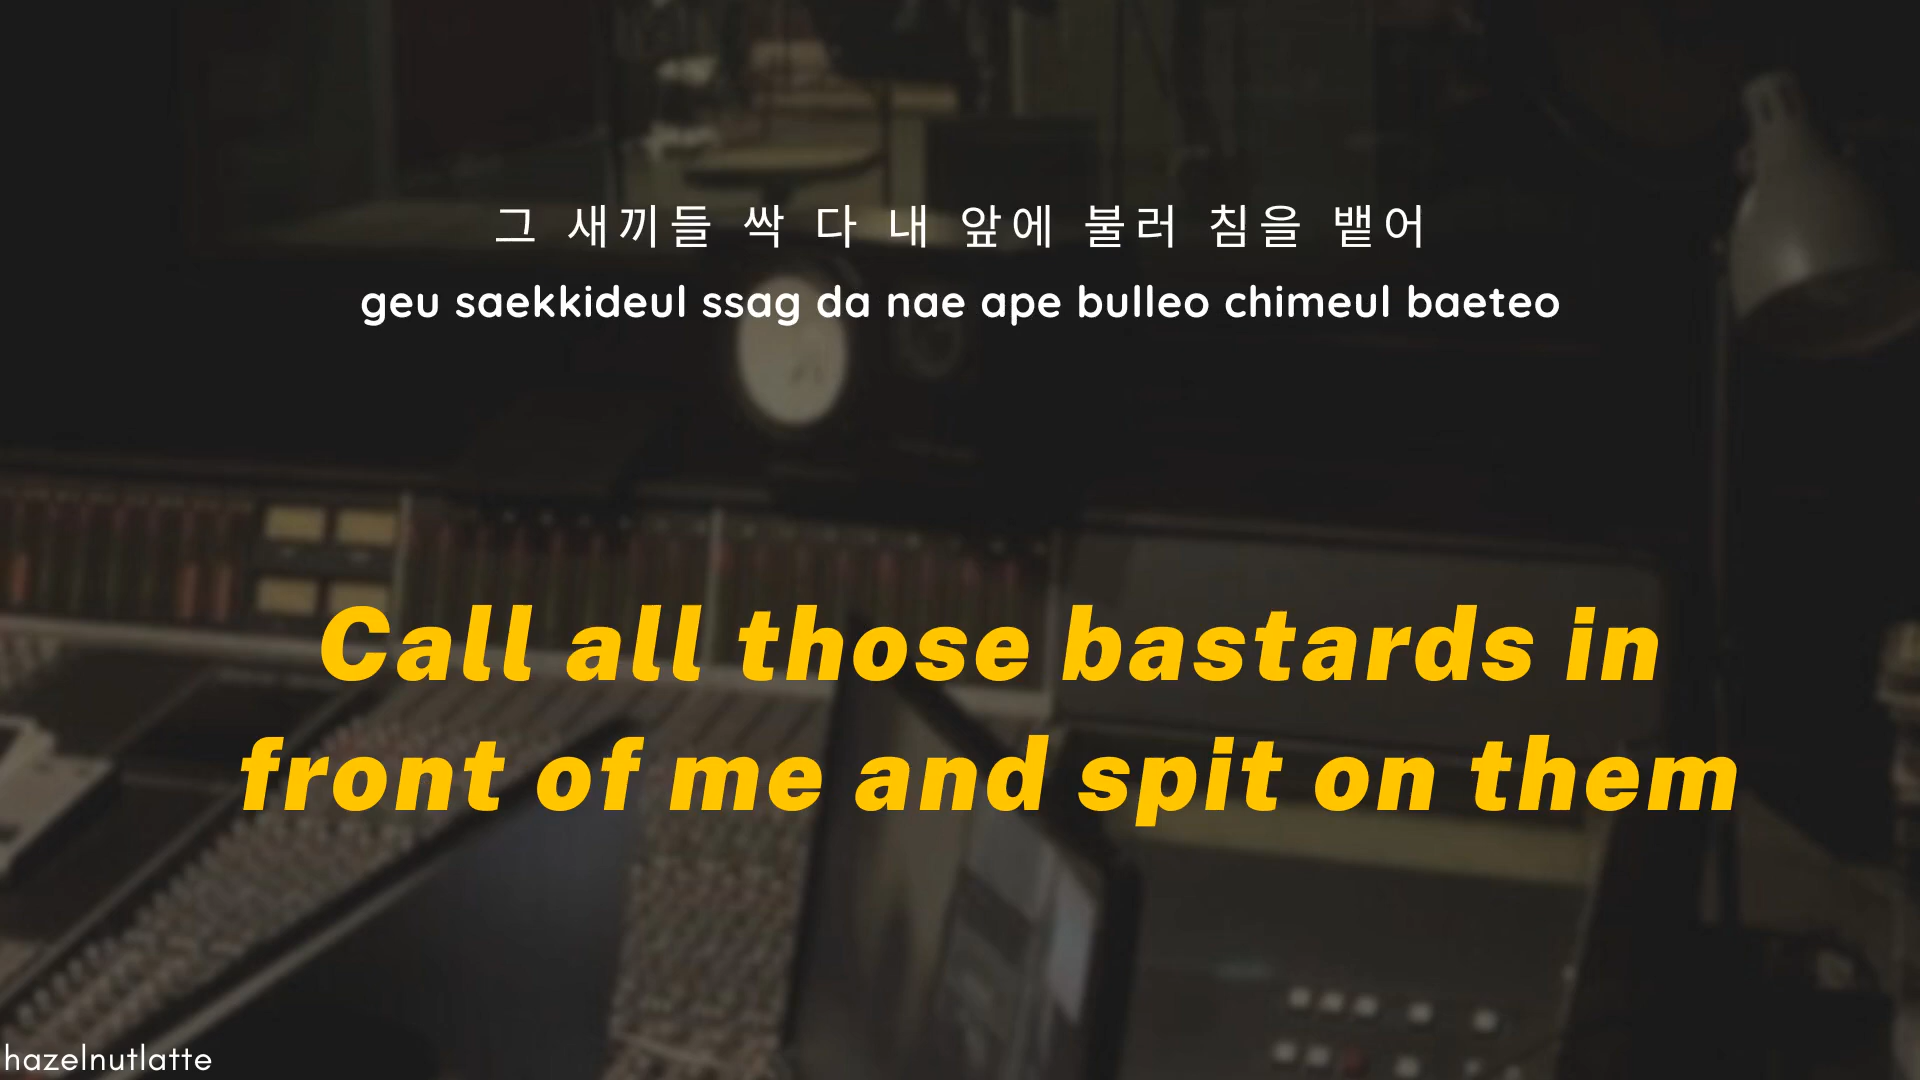 그 새끼들 싹 다 내 앞에 불러 침을 뱉어
geu saekkideul ssag da nae ape bulleo chimeul baeteo
Call all those bastards in
front of me and spit on them
hazelnutlatte